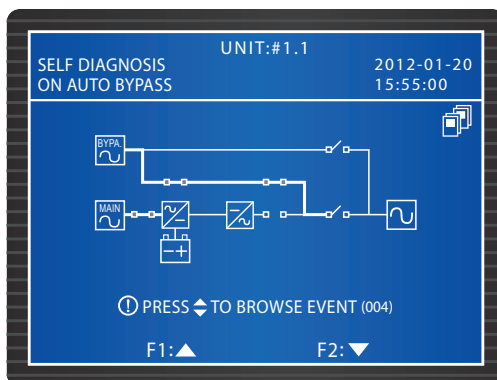 UNIT:#1.1
SELF DIAGNOSIS
2012-01-20
ON AUTO BYPASS
15:55:00
BYPA.
MAIN
PRESS TO BROWSE EVENT (004)
F1:
F2: